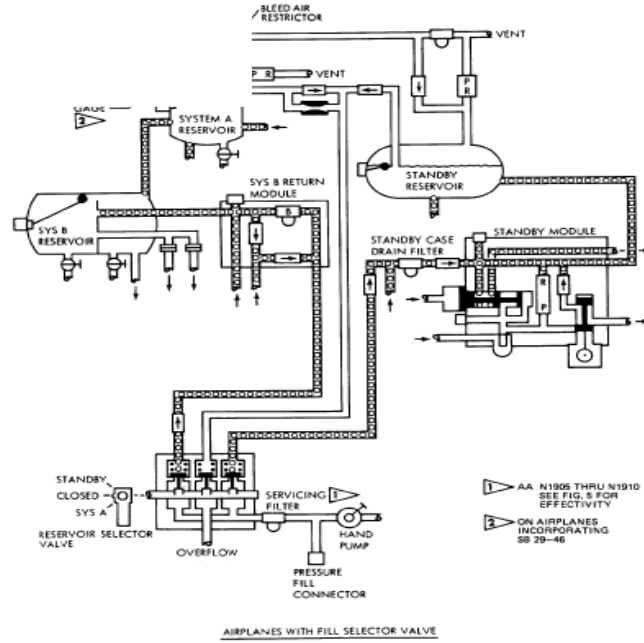 BLEED AIR
RESTRICTOR
VENT
P R
VENT
P
R
GAGE
2
SYSTEM A
RESERVOIR
STANDBY
RESERVOIR
SYS B RETURN
MODULE
SYS B
RESERVOIR
B
STANDBY CASE
DRAIN FILTER
STANDBY MODULE
R
P
STANDBY
CLOSED
SYS A
RESERVOIR SELECTOR
VALVE
SERVICING
FILTER
1
OVERFLOW
HAND
PUMP
PRESSURE
FILL
CONNECTOR
1 AA N1905 THRU N1910
SEE FIG. 5 FOR
EFFECTIVITY
2 ON AIRPLANES
INCORPORATING
SB 29-46
AIRPLANES WITH FILL SELECTOR VALVE